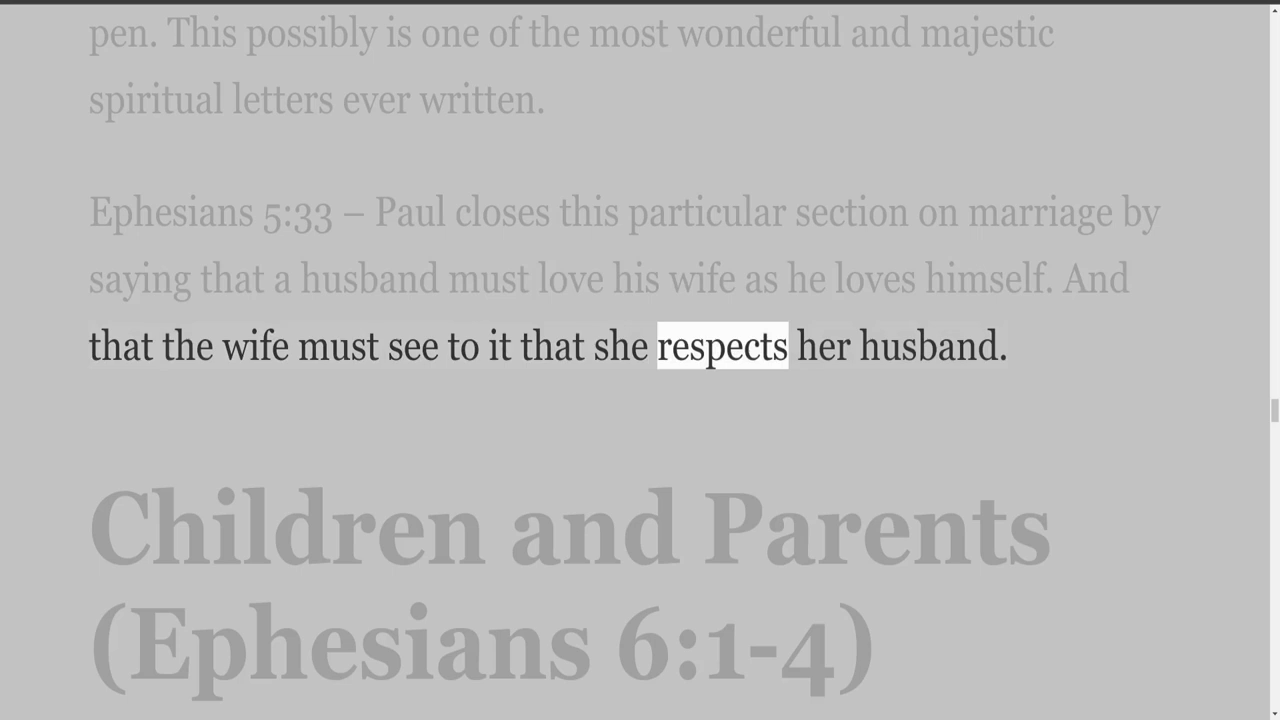 pen. This possibly is one of the most wonderful and majestic
spiritual letters ever written.
Ephesians 5:33 – Paul closes this particular section on marriage by
saying that a husband must love his wife as he loves himself. And
that the wife must see to it that she respects her husband.
Children and Parents
(Ephesians 6:1-4)